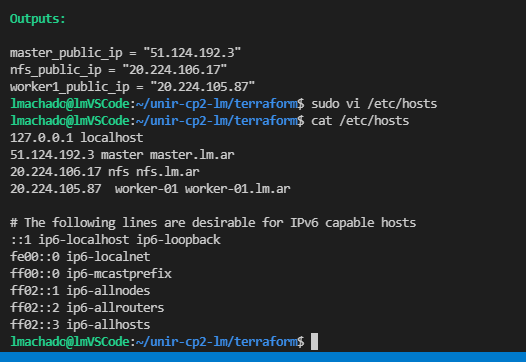 Outputs:
master_public_ip = "51.124.192.3"
nfs_public_ip = "20.224.106.17"
worker1_public_ip = "20.224.105.87"
lmachado@lmVSCode:~/unir-cp2-lm/terraform$ sudo vi /etc/hosts
lmachado@lmVSCode:~/unir-cp2-lm/terraform$ cat /etc/hosts
127.0.0.1 localhost
51.124.192.3 master master.lm.ar
20.224.106.17 nfs nfs.lm.ar
20.224.105.87  worker-01 worker-01.lm.ar
# The following lines are desirable for IPv6 capable hosts
::1 ip6-localhost ip6-loopback
fe00::0 ip6-localnet
ff00::0 ip6-mcastprefix
ff02::1 ip6-allnodes
ff02::2 ip6-allrouters
ff02::3 ip6-allhosts
lmachado@lmVSCode:~/unir-cp2-lm/terraform$